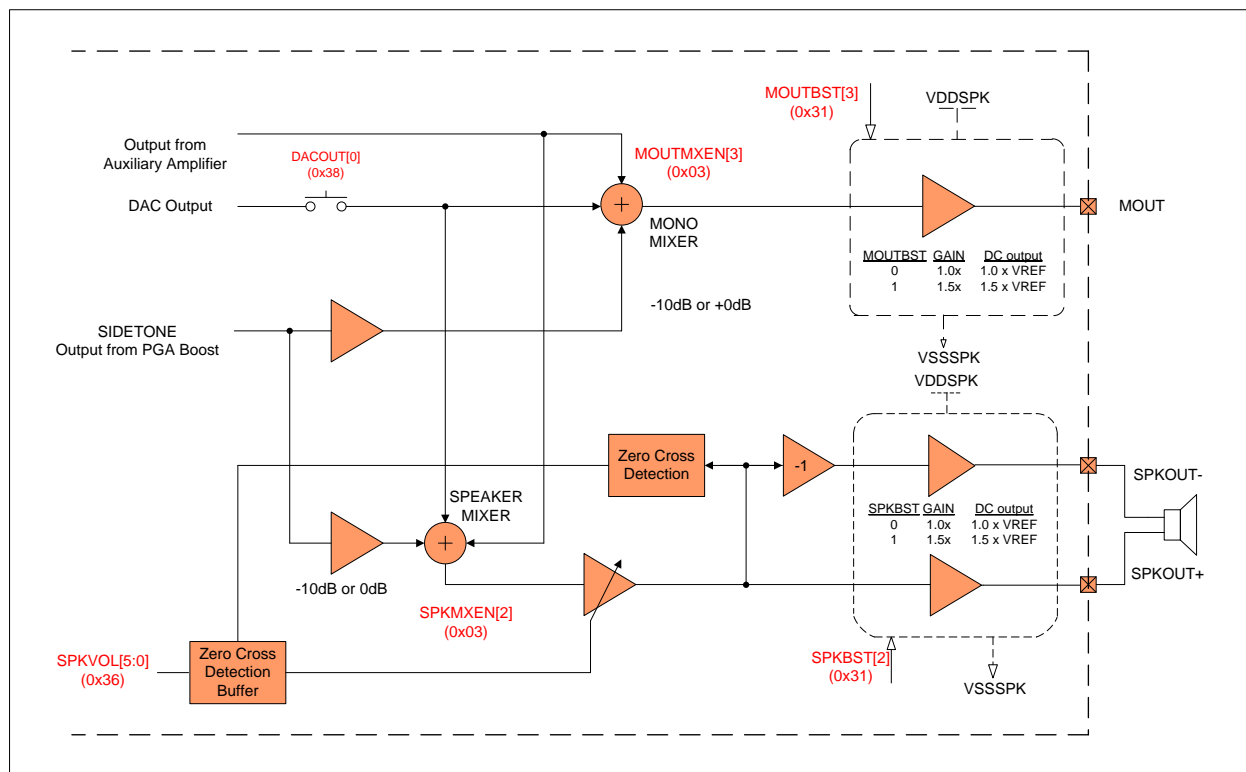 MOUTBST[3]
(0x31)
VDDSPK
Output from
Auxiliary Amplifier
DACOUT[0]
(0x38)
MOUTMXEN[3]
(0x03)
DAC Output
+
MONO
MIXER
MOUT
MOUTBST GAIN DC output
0 1.0x 1.0 x VREF
1 1.5x 1.5 x VREF
-10dB or +0dB
SIDETONE
Output from PGA Boost
VSSSPK
VDDSPK
Zero Cross
Detection
-1
SPKOUT-
SPEAKER
MIXER
+
SPKBST GAIN DC output
0 1.0x 1.0 x VREF
1 1.5x 1.5 x VREF
-10dB or 0dB
SPKOUT+
SPKMXEN[2]
(0x03)
SPKVOL[5:0]
(0x36)
Zero Cross
Detection
Buffer
SPKBST[2]
(0x31)
VSSSPK